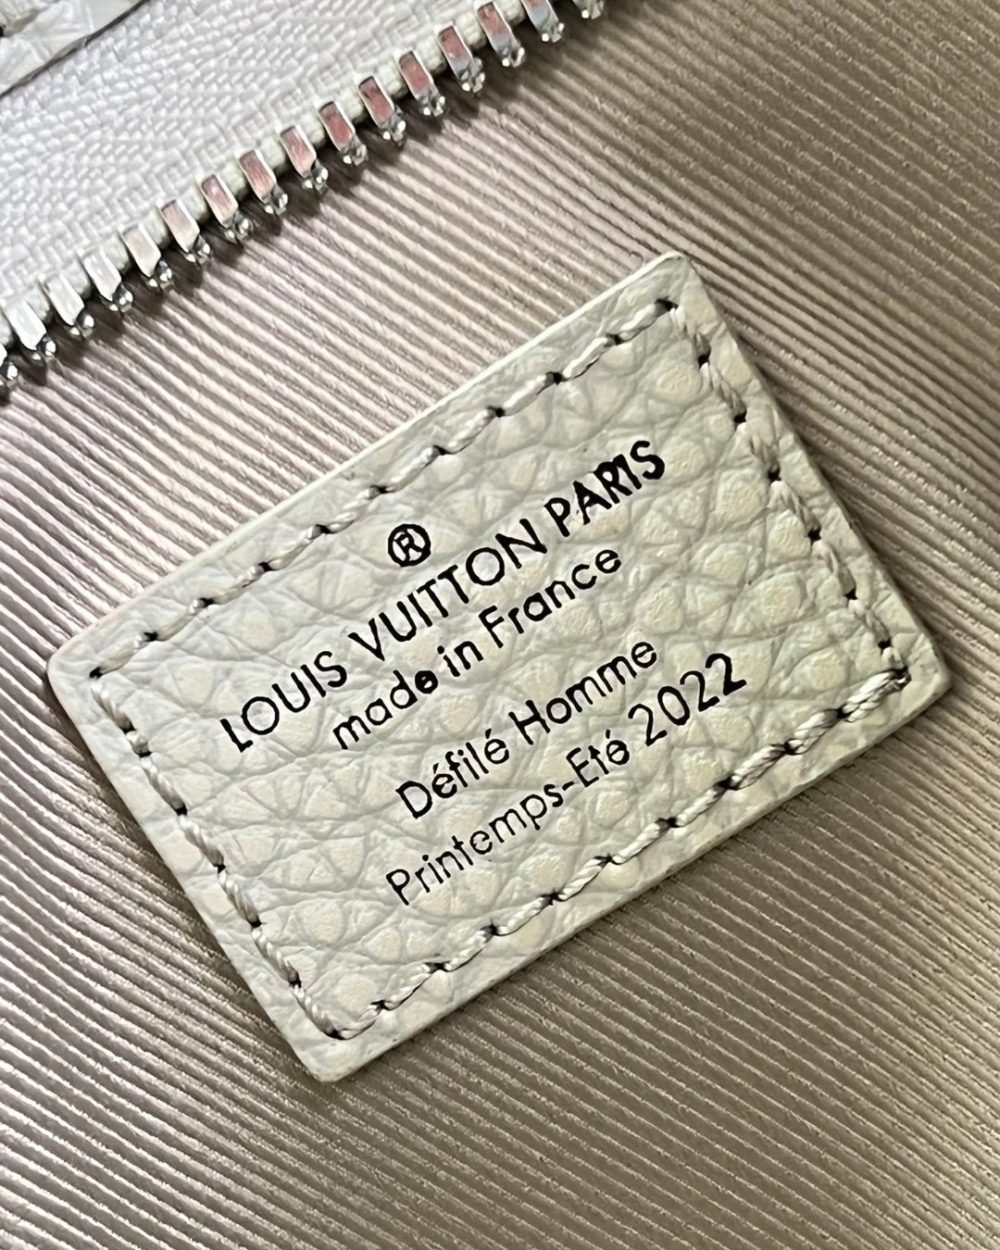 ®
LOUIS VUITTON PARIS
made in France
Défilé Homme
Printemps-Eté 2022